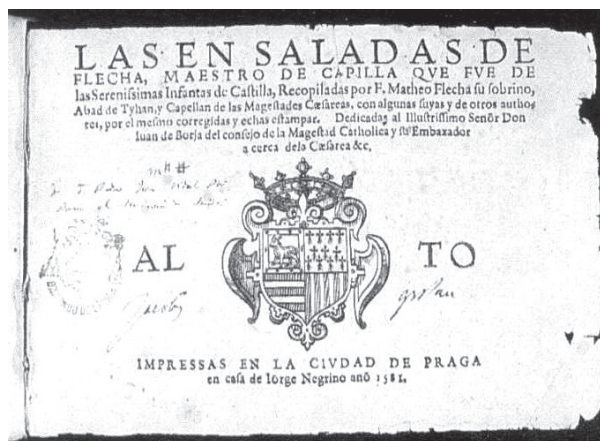 LAS EN SALADAS DE
FLECHA, MAESTRO DE CAPILLA QVE FVE DE
las Serenißimas Infantas de Castilla, Recopiladas por F. Matheo Flecha su sobrino,
Abad de Tyhan, y Capellan de las Magestades Cæsareas, con algunas suyas y de otros autho-
res, por el mesmo corregidas y echas estampar. Dedicadas al Illustrissimo Senõr Don
Iuan de Borja del consejo de la Magestad Catholica y su Embaxador
a cerca dela Cæsarea &c.
AL TO
IMPRESSAS EN LA CIVDAD DE PRAGA
en casa de Iorge Negrino anõ 1581.